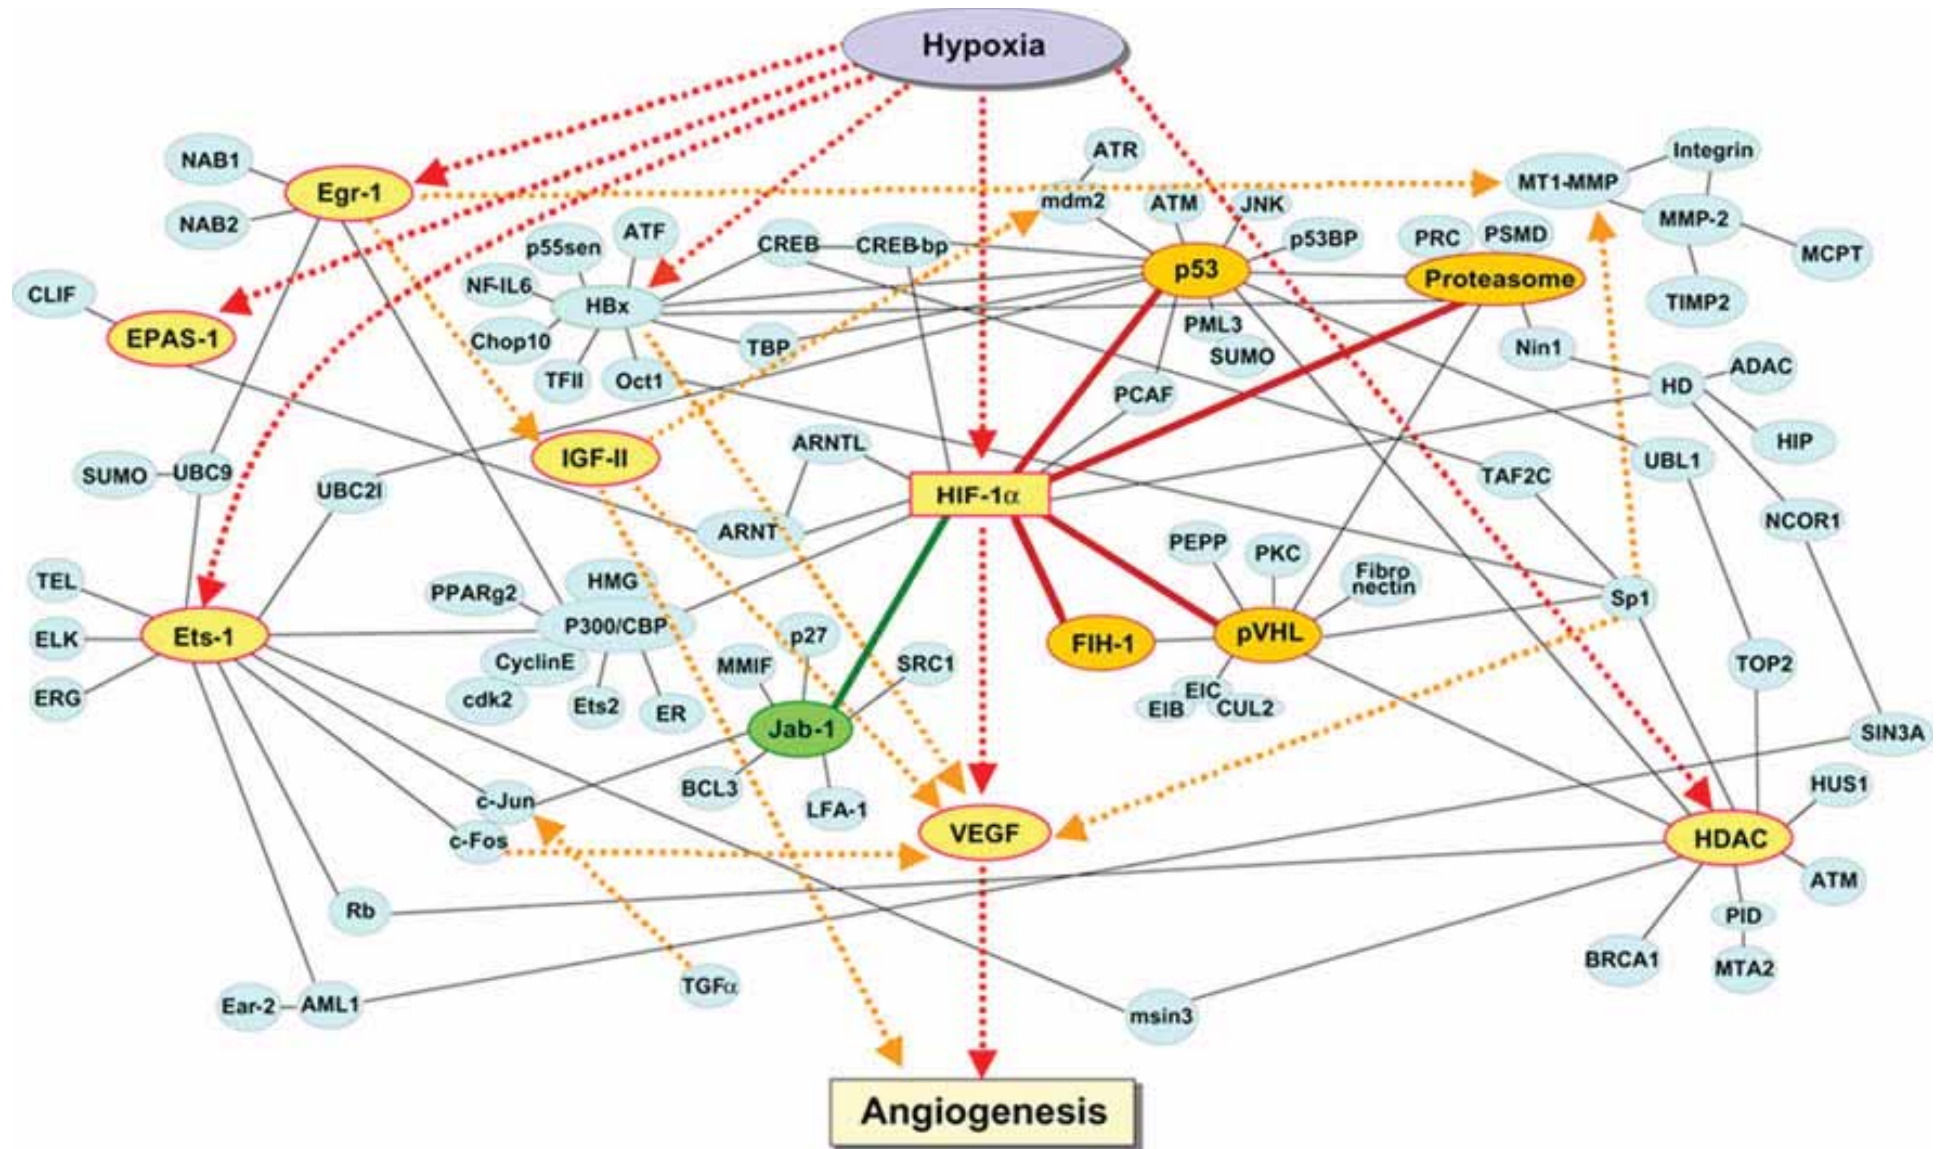 Hypoxia
NAB1
Egr-1
NAB2
ATR
mdm2
ATM
JNK
p53BP
MT1-MMP
Integrin
MMP-2
MCPT
TIMP2
p55sen
ATF
NF-IL6
HBx
Chop10
TFII
Oct1
CREB
CREB-bp
TBP
p53
PML3
SUMO
PCAF
PRC
PSMD
Proteasome
Nin1
HD
ADAC
HIP
CLIF
EPAS-1
SUMO
UBC9
UBC2I
IGF-II
ARNTL
ARNT
HIF-1α
TAF2C
UBL1
NCOR1
TEL
ELK
ERG
Ets-1
PPARg2
HMG
P300/CBP
CyclinE
cdk2
Ets2
ER
MMIF
p27
SRC1
Jab-1
BCL3
LFA-1
FIH-1
PEPP
PKC
Fibro
nectin
pVHL
EIC
EIB
CUL2
Sp1
TOP2
SIN3A
c-Jun
c-Fos
VEGF
HUS1
HDAC
ATM
PID
MTA2
BRCA1
Rb
Ear-2
AML1
TGFα
msin3
Angiogenesis